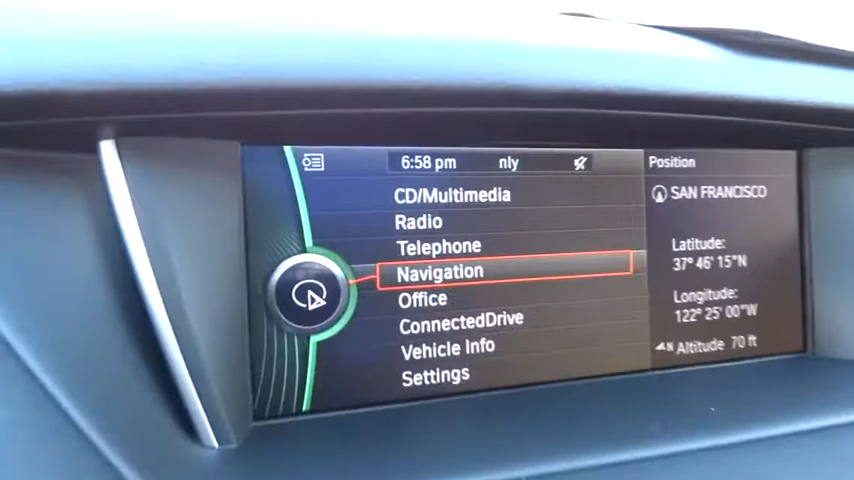 6:58 pm nly
CD/Multimedia
Radio
Telephone
Navigation
Office
ConnectedDrive
Vehicle Info
Settings
Position
SAN FRANCISCO
Latitude:
37° 46' 15"N
Longitude:
122° 25' 00"W
N Altitude 70 ft